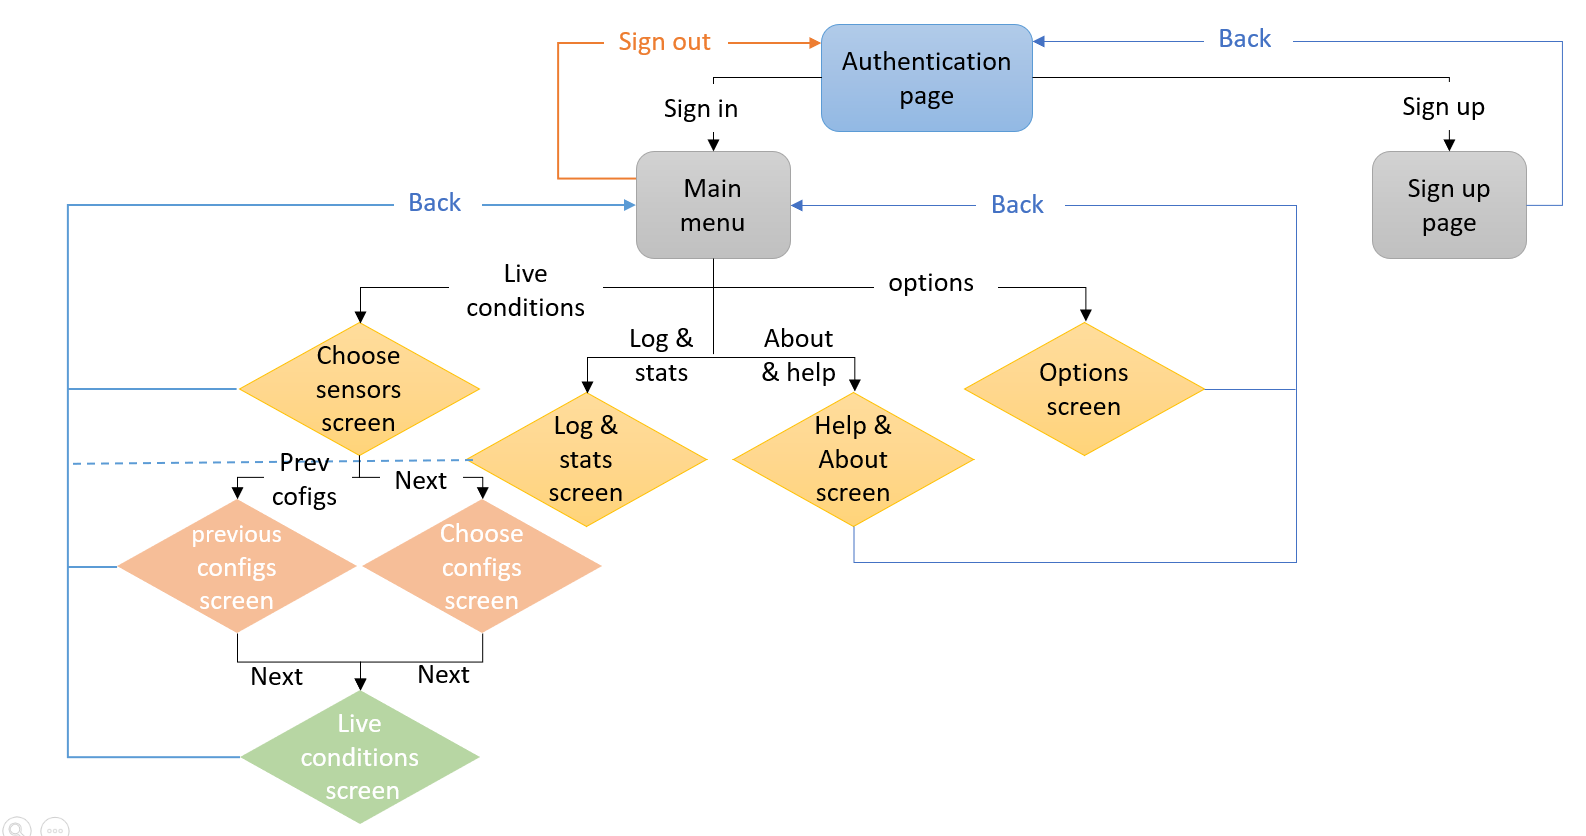 Sign out
Authentication
page
Back
Sign in
Sign up
Main
menu
Sign up
page
Back
Back
Live
conditions
options
Log &
stats
About
& help
Choose
sensors
screen
Options
screen
Log &
stats
screen
Help &
About
screen
Prev
cofigs
Next
previous
configs
screen
Choose
configs
screen
Next
Next
Live
conditions
screen